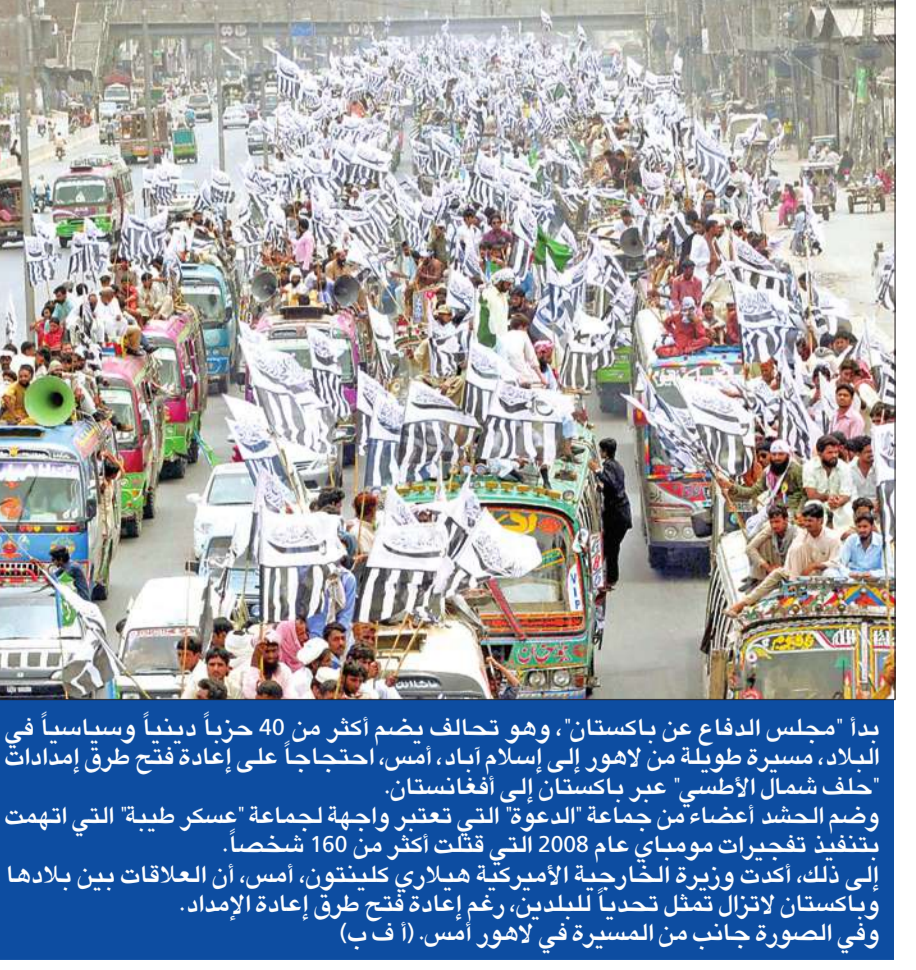 بدأ "مجلس الدفاع عن باكستان"، وهو تحالف يضم أكثر من 40 حزباً دينياً وسياسياً في
البلاد، مسيرة طويلة من لاهور إلى إسلام آباد، أمس، احتجاجاً على إعادة فتح طرق إمدادات
"حلف شمال الأطسي" عبر باكستان إلى أفغانستان.
وضم الحشد أعضاء من جماعة "الدعوة" التي تعتبر واجهة لجماعة "عسكر طيبة" التي اتهمت
بتنفيذ تفجيرات مومباي عام 2008 التي قتلت أكثر من 160 شخصاً.
إلى ذلك، أكدت وزيرة الخارجية الأميركية هيلاري كلينتون، أمس، أن العلاقات بين بلادها
وباكستان لاتزال تمثل تحدياً للبلدين، رغم إعادة فتح طرق إعادة الإمداد.
وفي الصورة جانب من المسيرة في لاهور أمس. (أ ف ب)